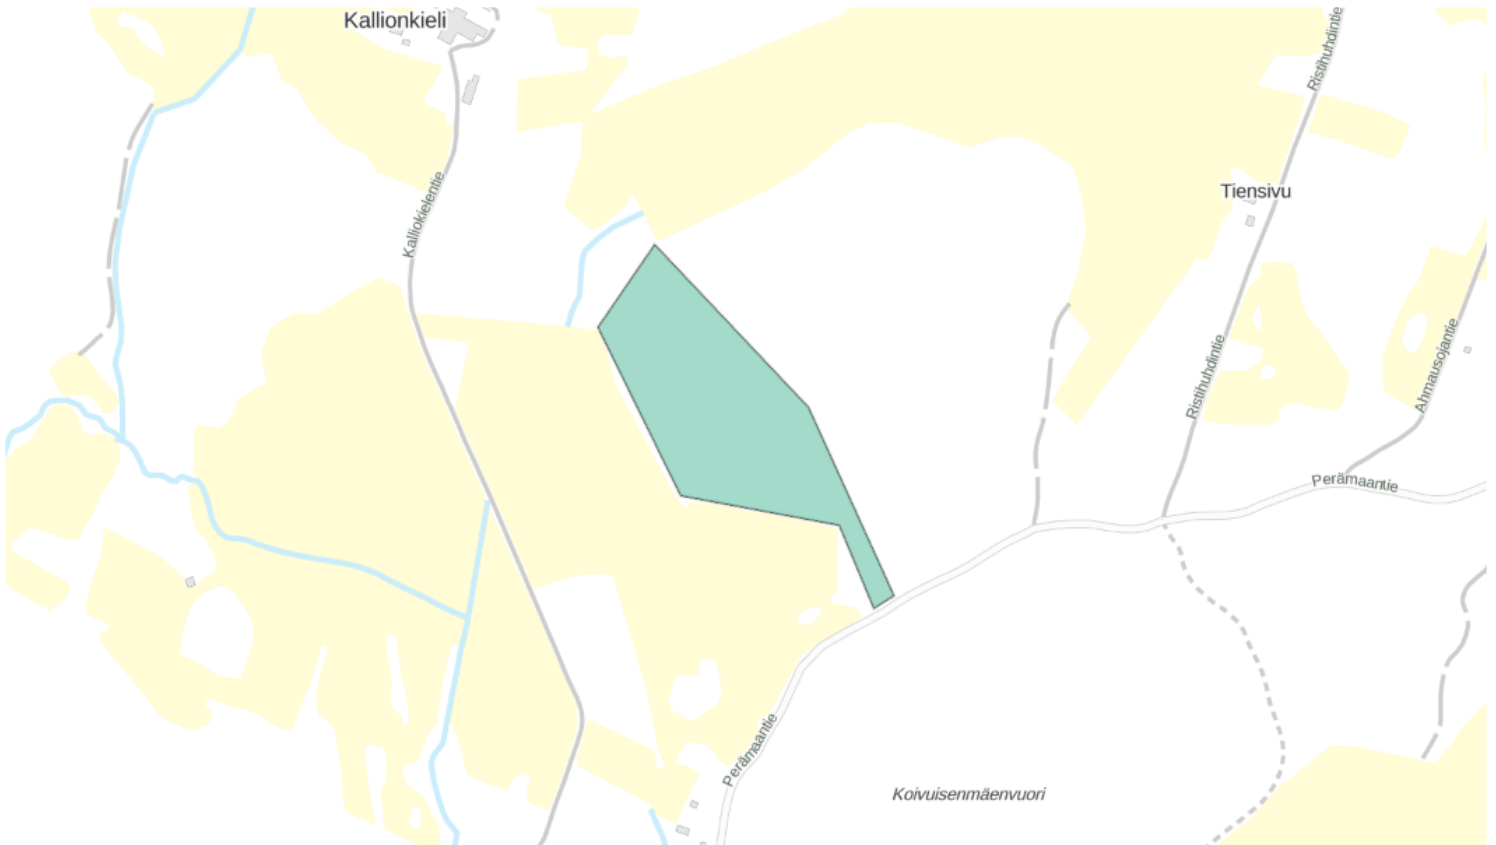 Kallionkieli
Ristihuhdintie
Kalliokielentie
Tiensivu
Ristihuhdintie
Ahmausojantie
Perämaantie
Perämaantie
Koivuisenmäenvuori